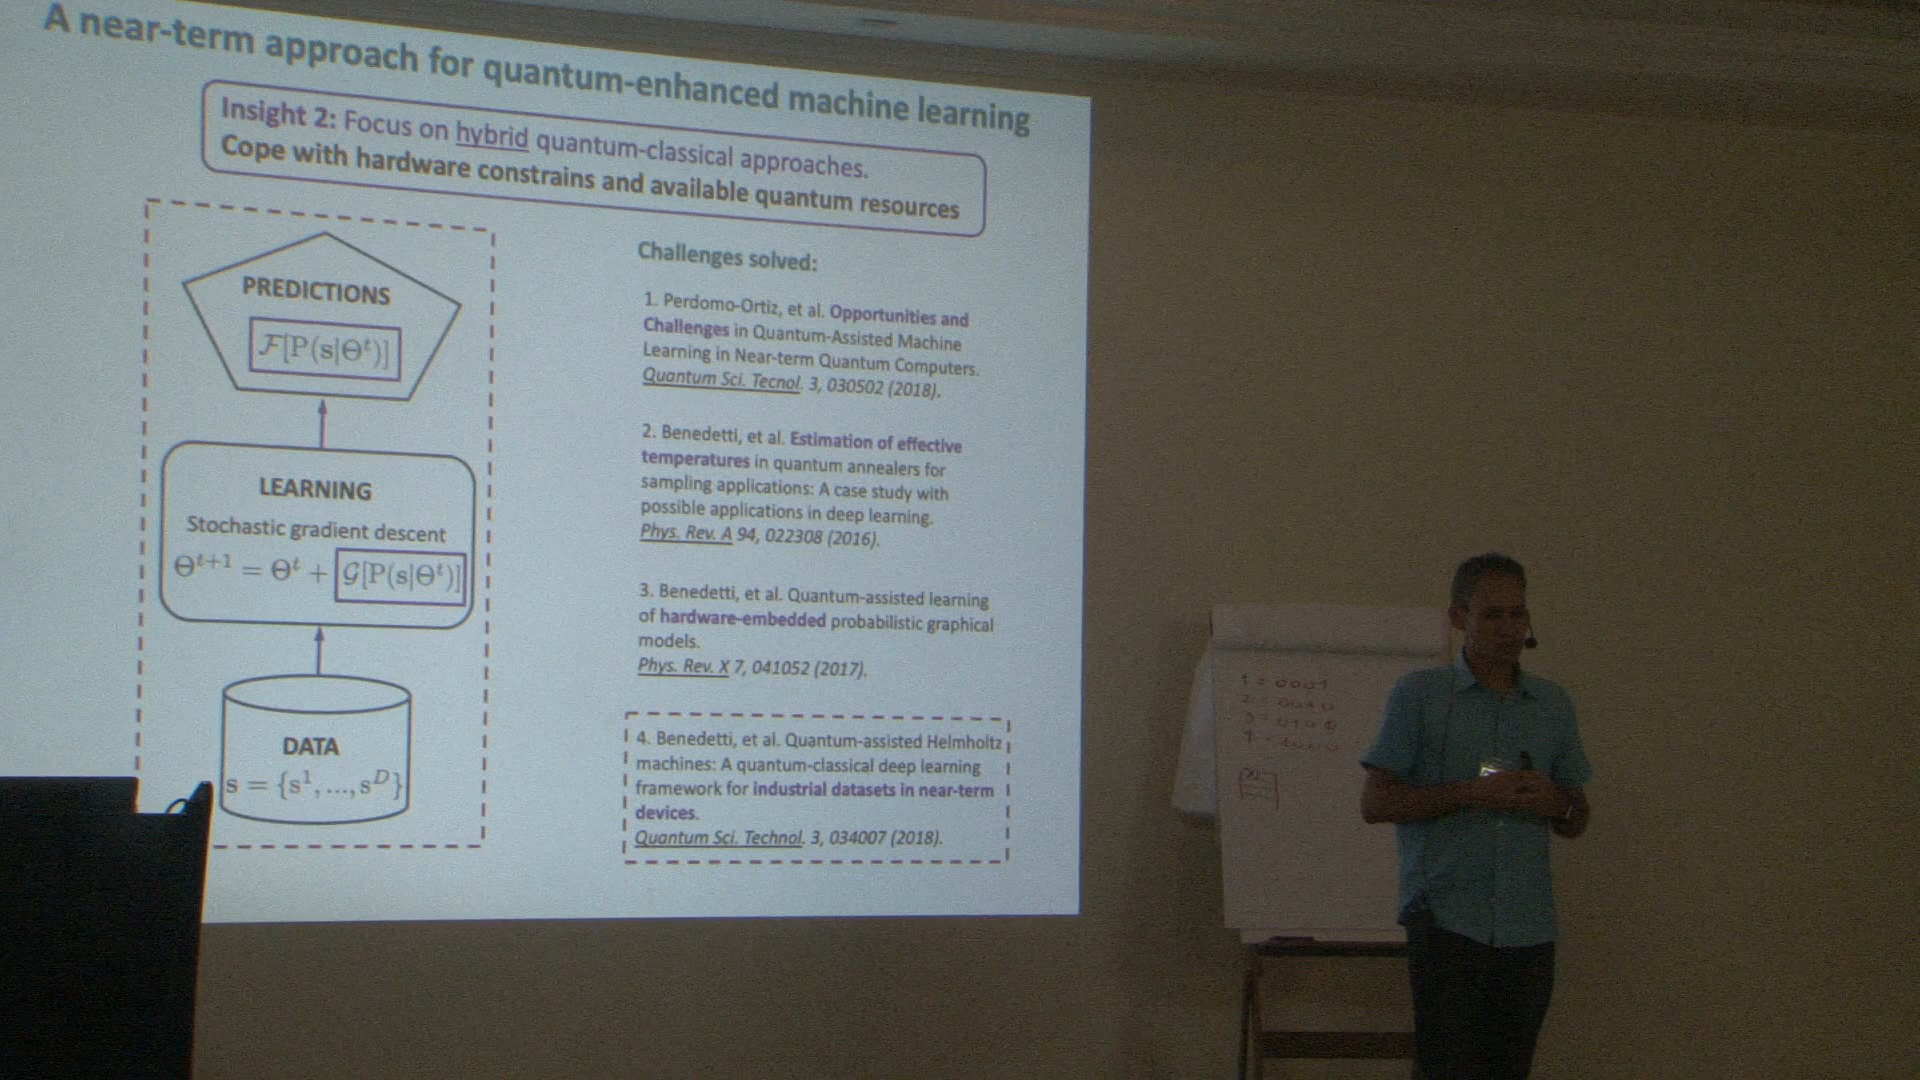 A near-term approach for quantum-enhanced machine learning
Insight 2: Focus on hybrid quantum-classical approaches.
Cope with hardware constrains and available quantum resources
PREDICTIONS
ℱ[P(s|Θᵗ)]
LEARNING
Stochastic gradient descent
Θᵗ⁺¹ = Θᵗ + 𝒢[P(s|Θᵗ)]
DATA
s = {s¹, ..., sᴰ}
Challenges solved:
1. Perdomo-Ortiz, et al. Opportunities and
Challenges in Quantum-Assisted Machine
Learning in Near-term Quantum Computers.
Quantum Sci. Tecnol. 3, 030502 (2018).
2. Benedetti, et al. Estimation of effective
temperatures in quantum annealers for
sampling applications: A case study with
possible applications in deep learning.
Phys. Rev. A 94, 022308 (2016).
3. Benedetti, et al. Quantum-assisted learning
of hardware-embedded probabilistic graphical
models.
Phys. Rev. X 7, 041052 (2017).
4. Benedetti, et al. Quantum-assisted Helmholtz
machines: A quantum-classical deep learning
framework for industrial datasets in near-term
devices.
Quantum Sci. Technol. 3, 034007 (2018).
1 = 0001
2 = 0010
3 = 0100